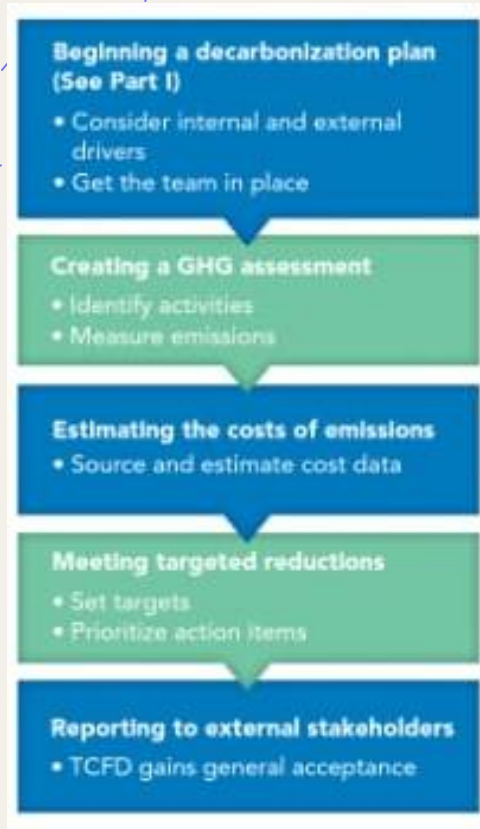 Beginning a decarbonization plan
(See Part I)
• Consider internal and external
drivers
• Get the team in place
Creating a GHG assessment
• Identify activities
• Measure emissions
Estimating the costs of emissions
• Source and estimate cost data
Meeting targeted reductions
• Set targets
• Prioritize action items
Reporting to external stakeholders
• TCFD gains general acceptance